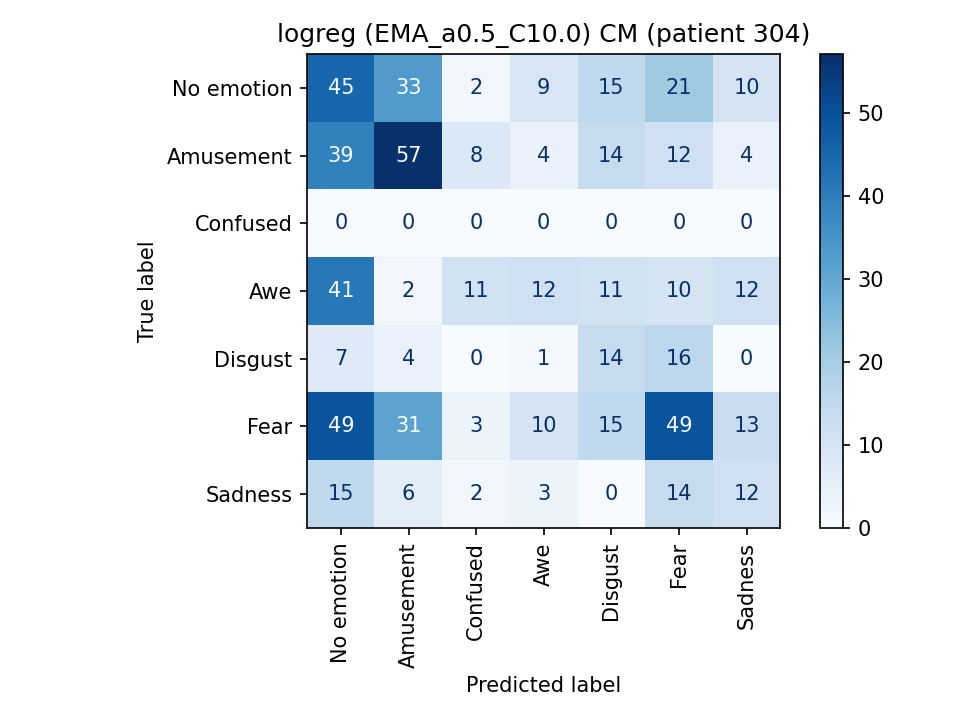 logreg (EMA_a0.5_C10.0) CM (patient 304)
No emotion 45 33 2 9 15 21 10
Amusement 39 57 8 4 14 12 4
Confused 0 0 0 0 0 0 0
Awe 41 2 11 12 11 10 12
Disgust 7 4 0 1 14 16 0
Fear 49 31 3 10 15 49 13
Sadness 15 6 2 3 0 14 12
True label
No emotion
Amusement
Confused
Awe
Disgust
Fear
Sadness
Predicted label
50
40
30
20
10
0